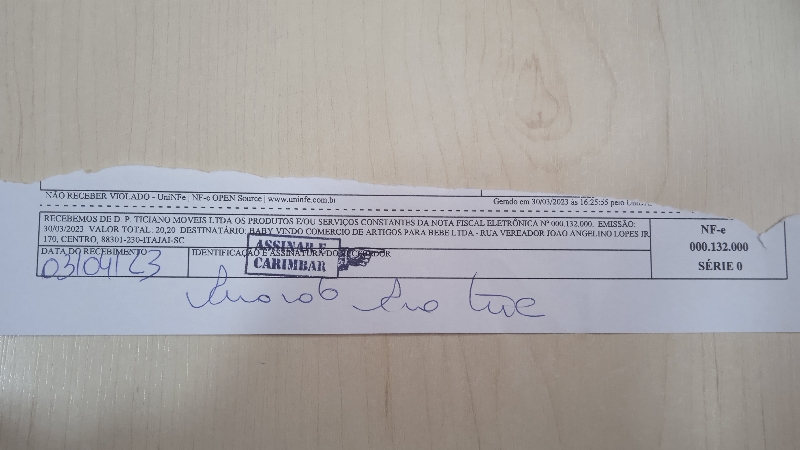 NÃO RECEBER VIOLADO - UniNFe | NF-e OPEN Source | www.uninfe.com.br
Gerado em 30/03/2023 às 16:25:55 pelo
RECEBEMOS DE D. P. TICIANO MOVEIS LTDA OS PRODUTOS E/OU SERVIÇOS CONSTANTES DA NOTA FISCAL ELETRÔNICA Nº 000.132.000. EMISSÃO:
30/03/2023 VALOR TOTAL: 20,20 DESTINATÁRIO: BABY VINDO COMERCIO DE ARTIGOS PARA BEBE LTDA - RUA VEREADOR JOAO ANGELINO LOPES JR,
170, CENTRO, 88301-230-ITAJAI-SC
NF-e
000.132.000
SÉRIE 0
DATA DO RECEBIMENTO
03/04/23
IDENTIFICAÇÃO E ASSINATURA DO RECEBEDOR
ASSINAR E
CARIMBAR